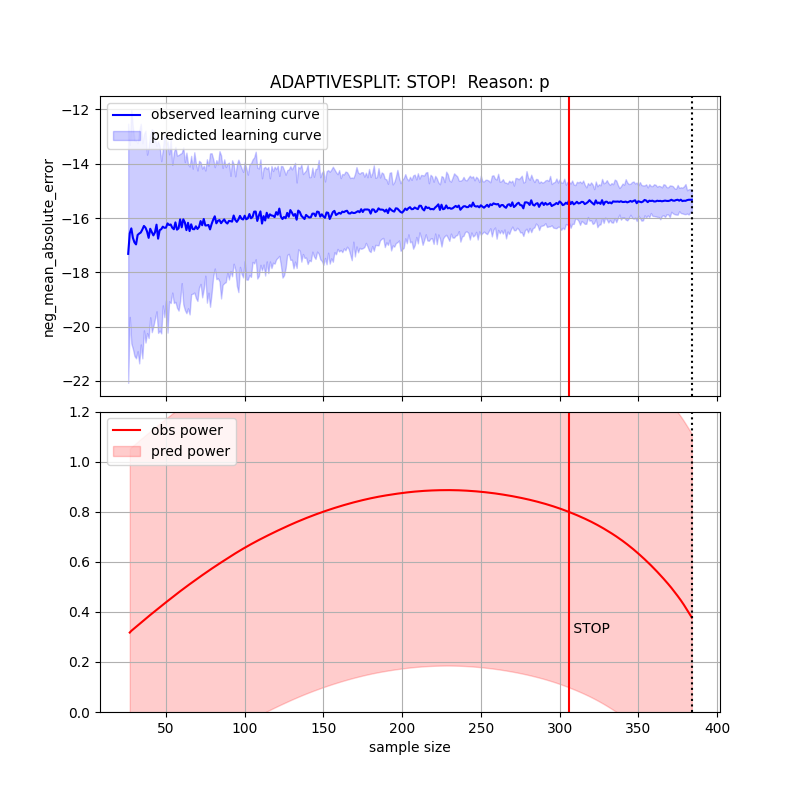 ADAPTIVESPLIT: STOP!  Reason: p
observed learning curve
predicted learning curve
neg_mean_absolute_error
−12
−14
−16
−18
−20
−22
obs power
pred power
1.2
1.0
0.8
0.6
0.4
0.2
0.0
STOP
50 100 150 200 250 300 350 400
sample size